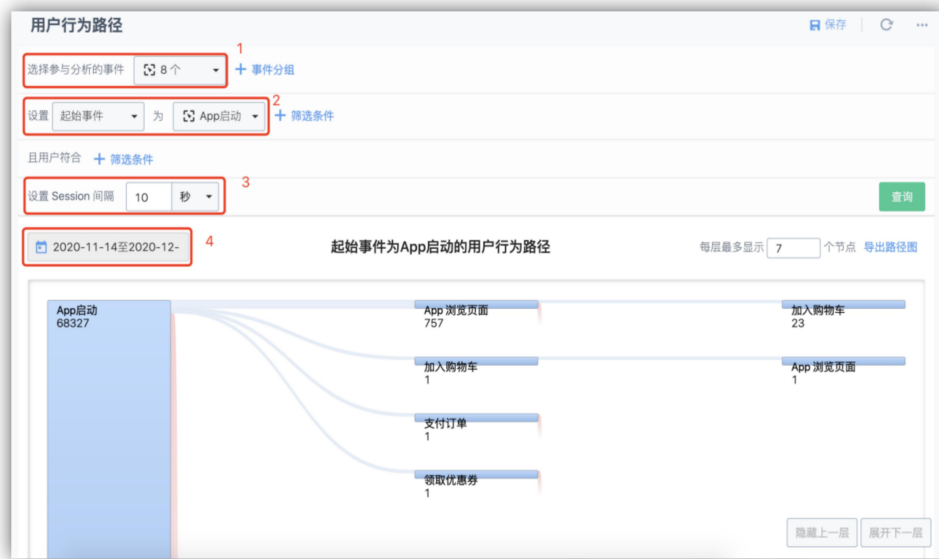 用户行为路径 保存 ...
1
选择参与分析的事件 8 个 + 事件分组
2
设置 起始事件 为 App启动 + 筛选条件
且用户符合 + 筛选条件
3
设置 Session 间隔 10 秒 查询
4
2020-11-14至2020-12- 起始事件为App启动的用户行为路径 每层最多显示 7 个节点 导出路径图
App启动 App 浏览页面 加入购物车
68327 757 23
加入购物车 App 浏览页面
1 1
支付订单
1
领取优惠券
1
隐藏上一层 展开下一层